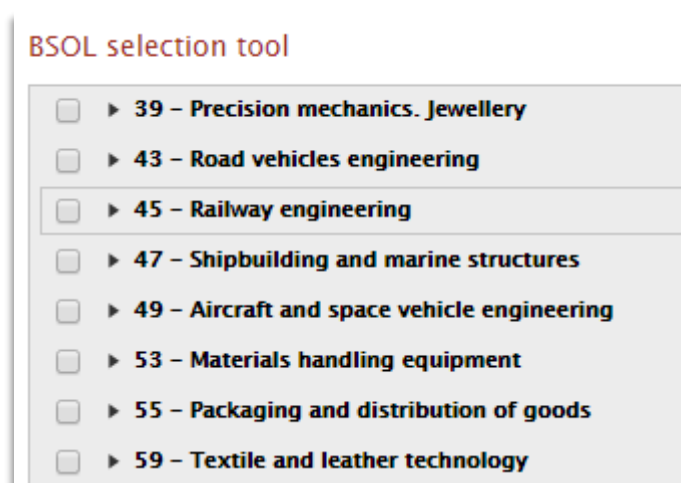 BSOL selection tool
39 – Precision mechanics. Jewellery
43 – Road vehicles engineering
45 – Railway engineering
47 – Shipbuilding and marine structures
49 – Aircraft and space vehicle engineering
53 – Materials handling equipment
55 – Packaging and distribution of goods
59 – Textile and leather technology